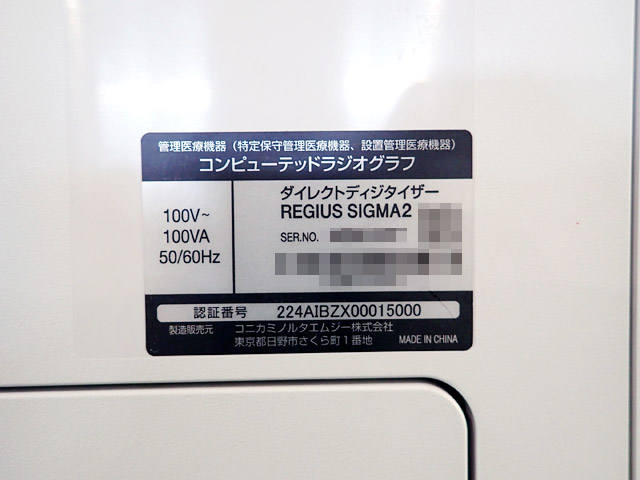 管理医療機器（特定保守管理医療機器、設置管理医療機器）
コンピューテッドラジオグラフ
100V~
100VA
50/60Hz
ダイレクトディジタイザー
REGIUS SIGMA2
SER.NO.
認証番号 224AIBZX00015000
製造販売元 コニカミノルタエムジー株式会社
東京都日野市さくら町1番地 MADE IN CHINA